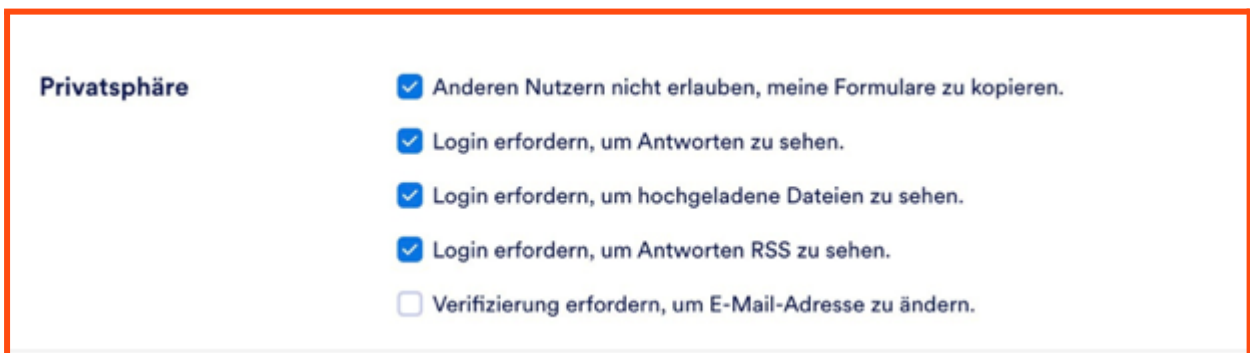 Privatsphäre
Anderen Nutzern nicht erlauben, meine Formulare zu kopieren.
Login erfordern, um Antworten zu sehen.
Login erfordern, um hochgeladene Dateien zu sehen.
Login erfordern, um Antworten RSS zu sehen.
Verifizierung erfordern, um E-Mail-Adresse zu ändern.